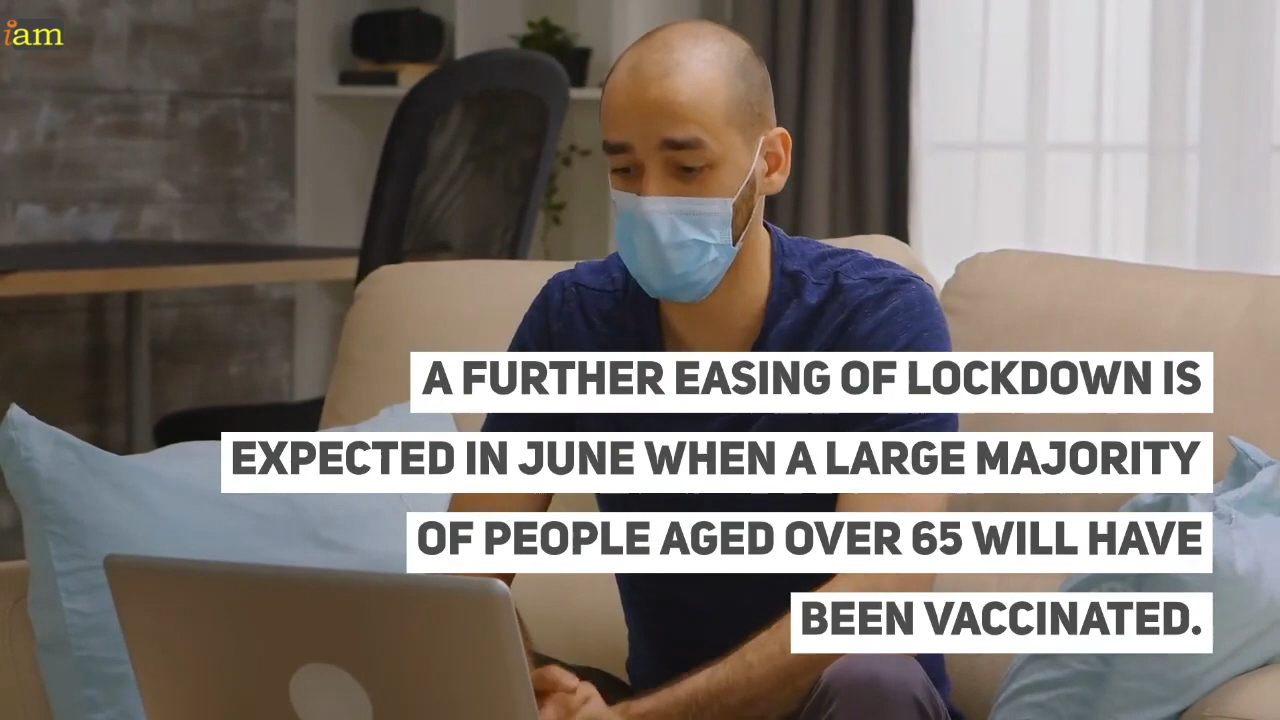 iam
A FURTHER EASING OF LOCKDOWN IS
EXPECTED IN JUNE WHEN A LARGE MAJORITY
OF PEOPLE AGED OVER 65 WILL HAVE
BEEN VACCINATED.